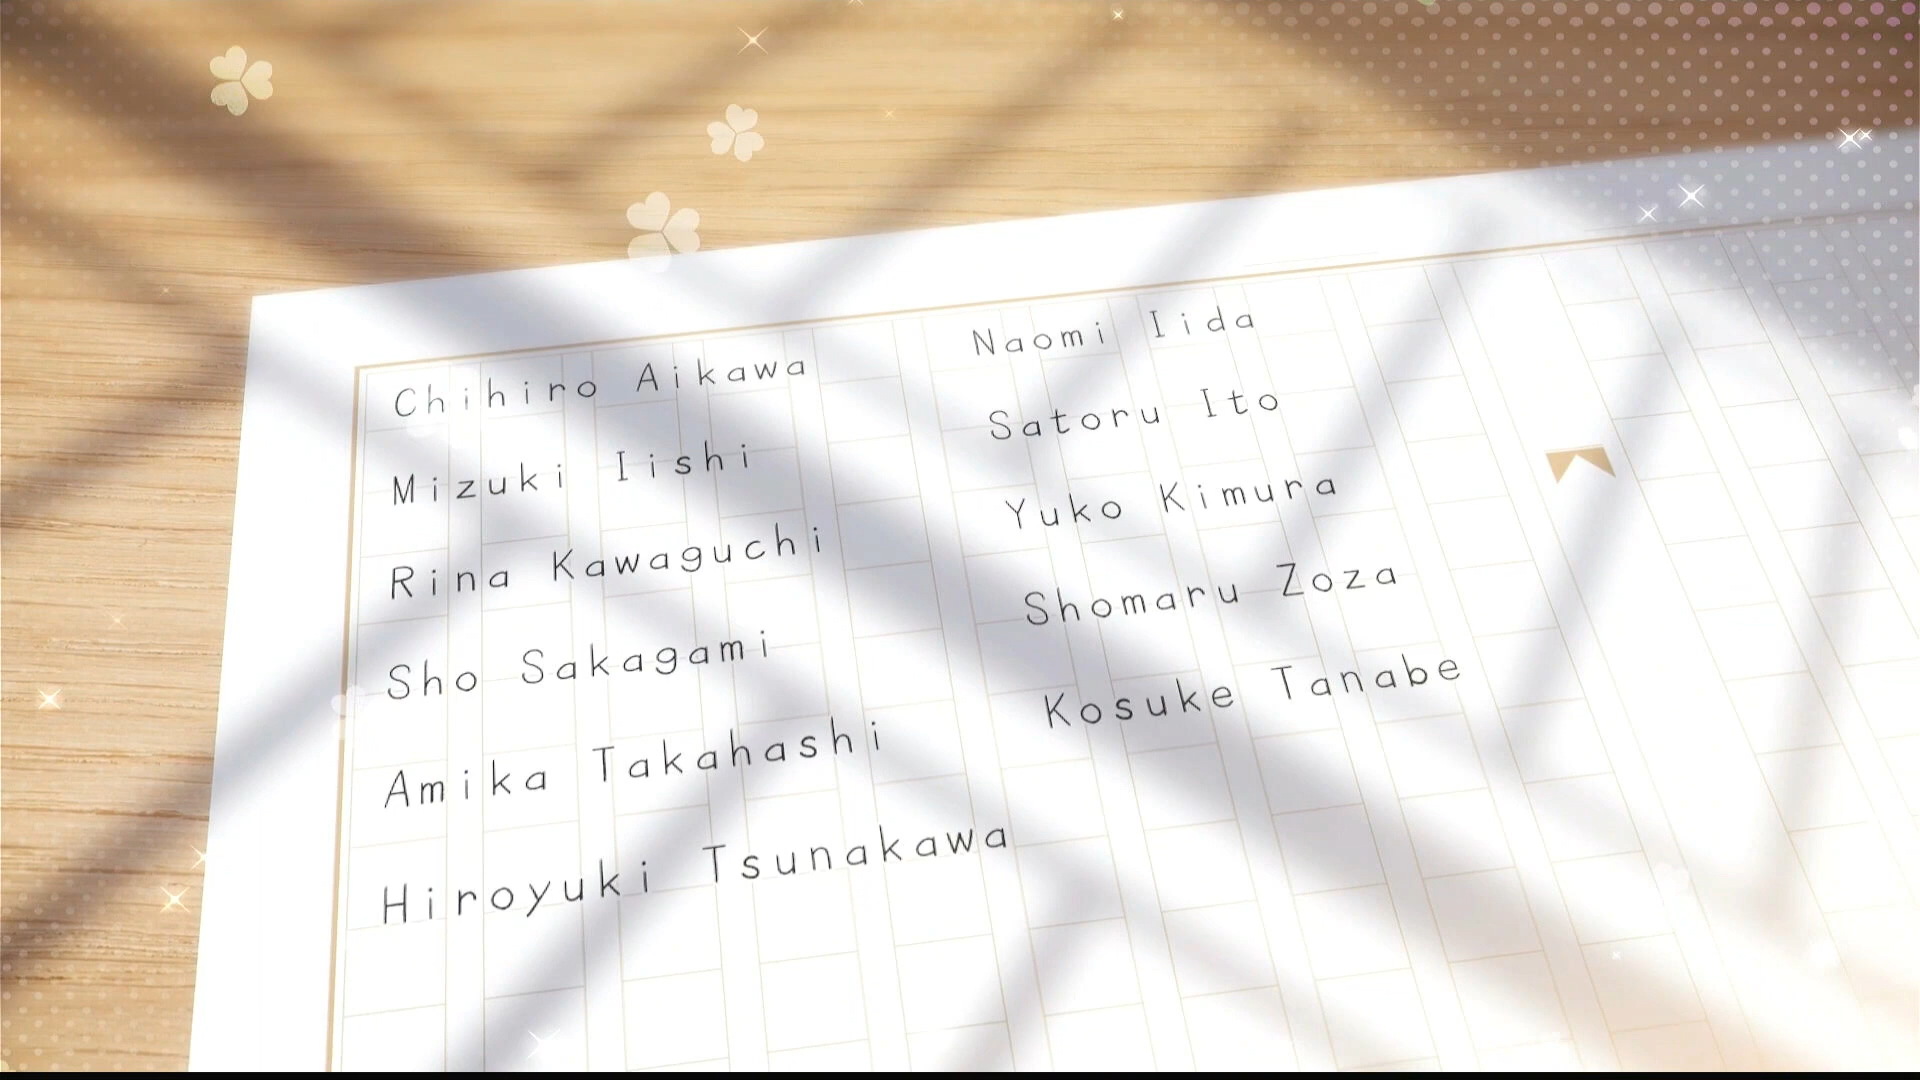 Chihiro Aikawa
Mizuki Iishi
Rina Kawaguchi
Sho Sakagami
Amika Takahashi
Hiroyuki Tsunakawa
Naomi Iida
Satoru Ito
Yuko Kimura
Shomaru Zoza
Kosuke Tanabe